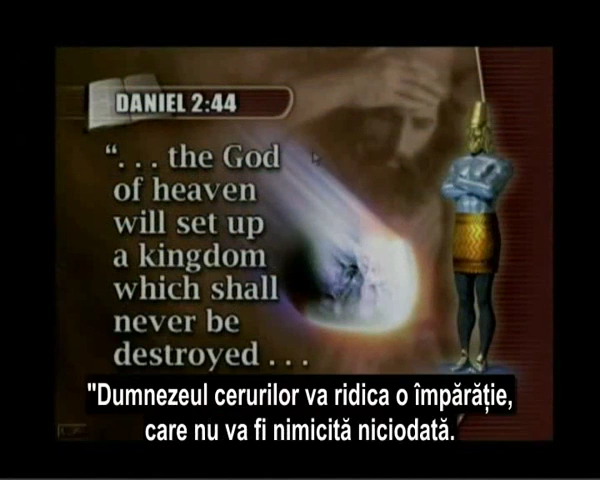 DANIEL 2:44
“. . . the God
of heaven
will set up
a kingdom
which shall
never be
destroyed . . .
"Dumnezeul cerurilor va ridica o împărăție,
care nu va fi nimicită niciodată.